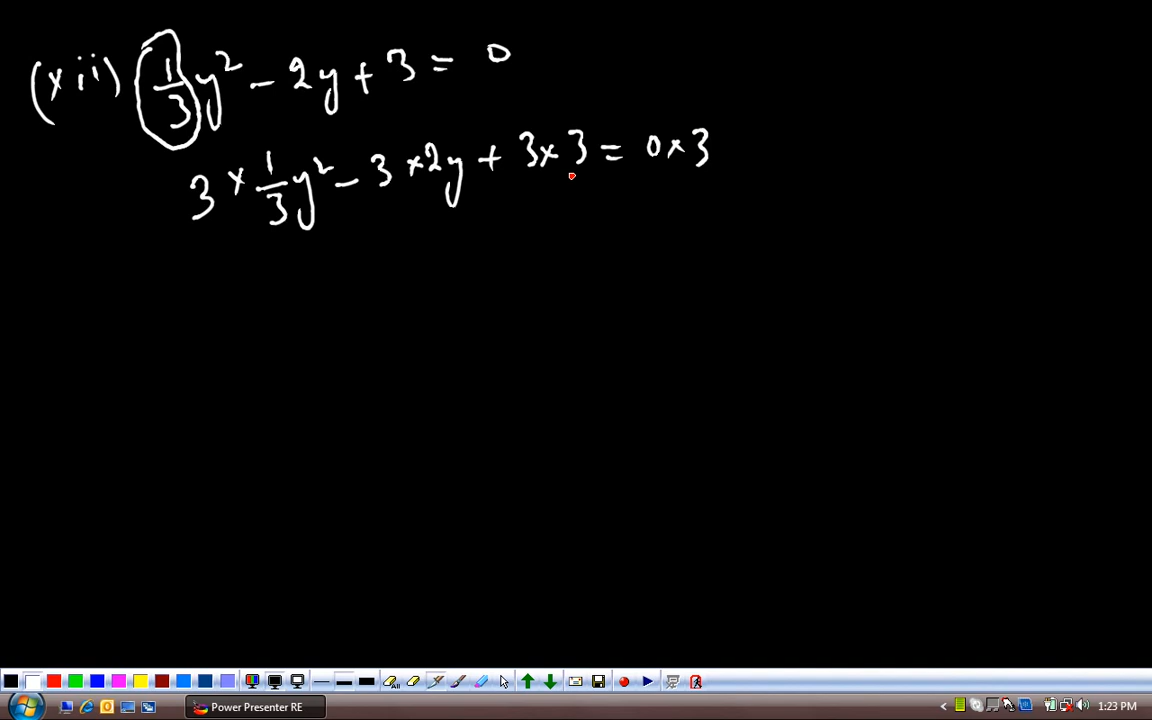 (xii) 1/3 y² - 2y + 3 = 0
3 × 1/3 y² - 3 × 2y + 3 × 3 = 0 × 3
All
Power Presenter RE
1:23 PM